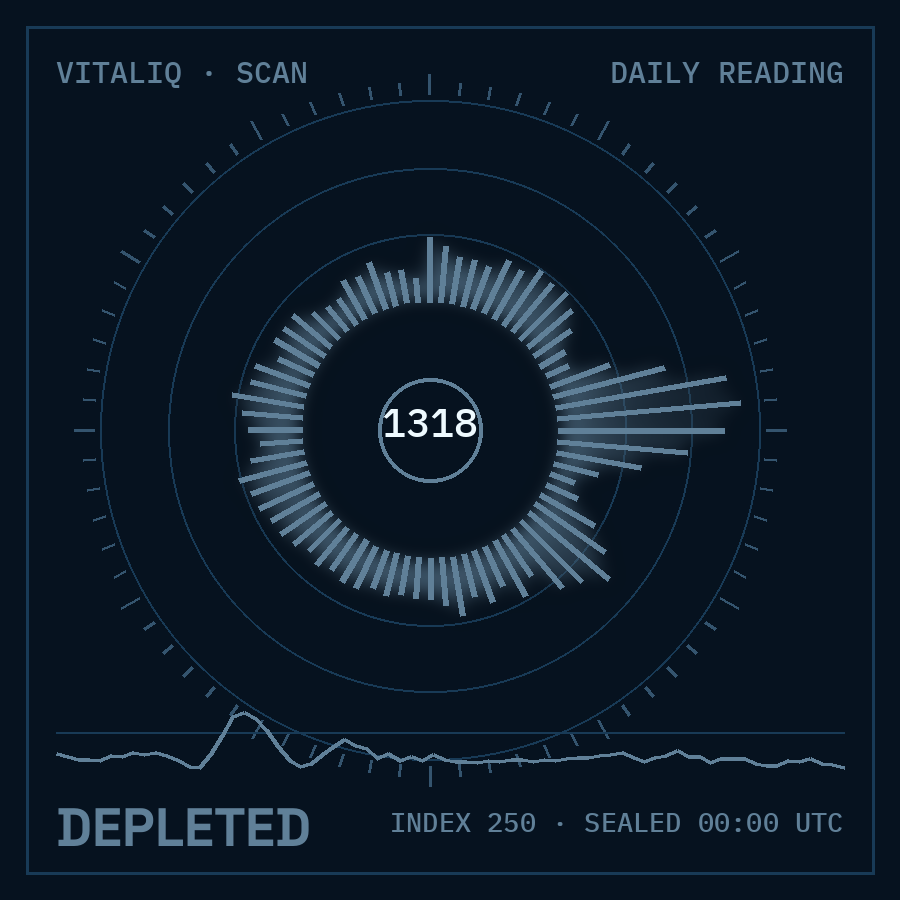 VITALIQ · SCAN
DAILY READING
1318
DEPLETED
INDEX 250 · SEALED 00:00 UTC